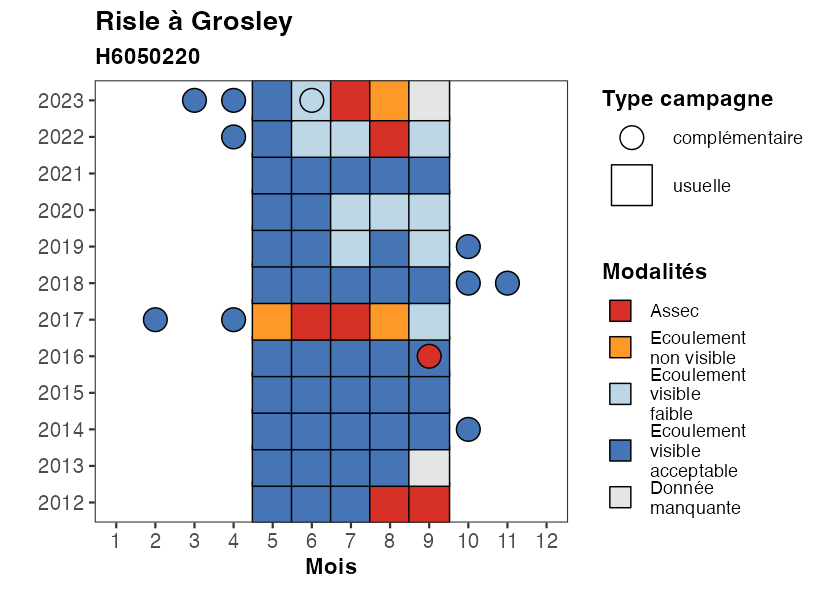 Risle à Grosley
H6050220
2023
2022
2021
2020
2019
2018
2017
2016
2015
2014
2013
2012
1 2 3 4 5 6 7 8 9 10 11 12
Mois
Type campagne
complémentaire
usuelle
Modalités
Assec
Ecoulement
non visible
Ecoulement
visible
faible
Ecoulement
visible
acceptable
Donnée
manquante